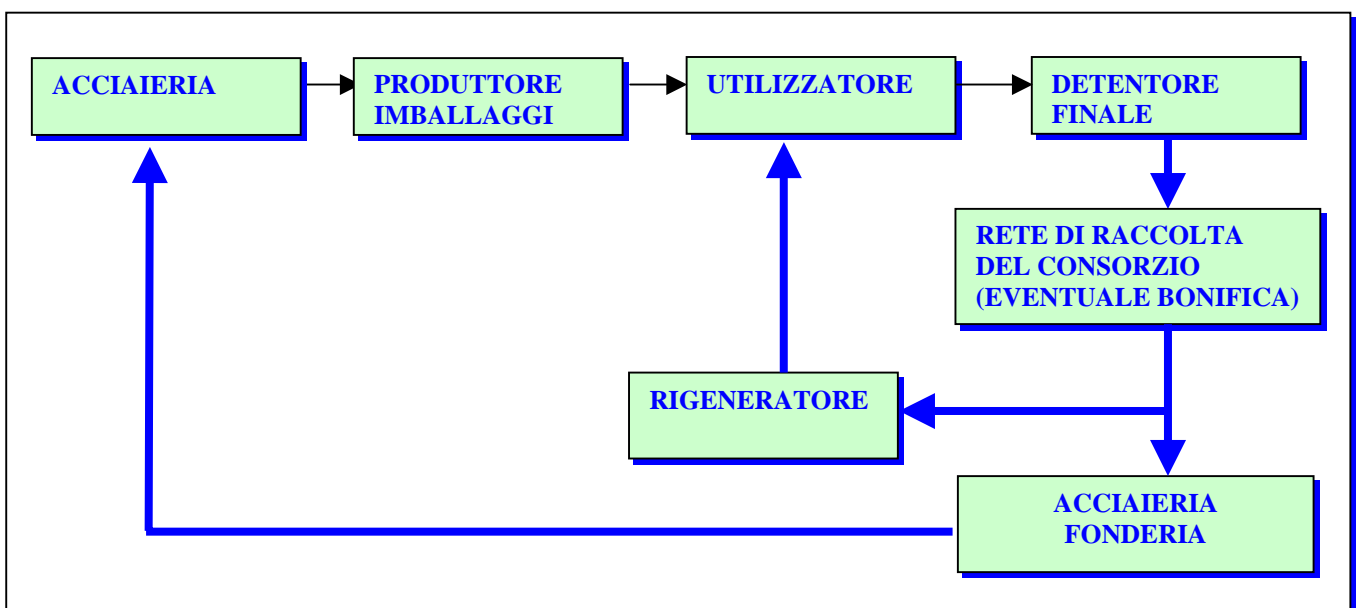 ACCIAIERIA
PRODUTTORE
IMBALLAGGI
UTILIZZATORE
DETENTORE
FINALE
RETE DI RACCOLTA
DEL CONSORZIO
(EVENTUALE BONIFICA)
RIGENERATORE
ACCIAIERIA
FONDERIA